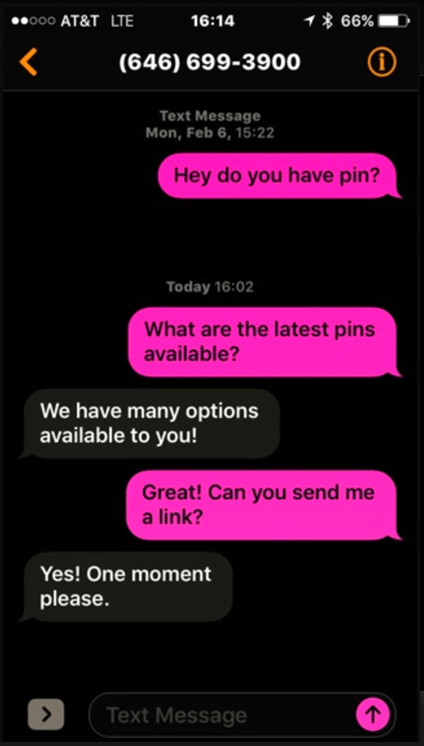 AT&T LTE 16:14 66%
(646) 699-3900
Text Message
Mon, Feb 6, 15:22
Hey do you have pin?
Today 16:02
What are the latest pins
available?
We have many options
available to you!
Great! Can you send me
a link?
Yes! One moment
please.
Text Message